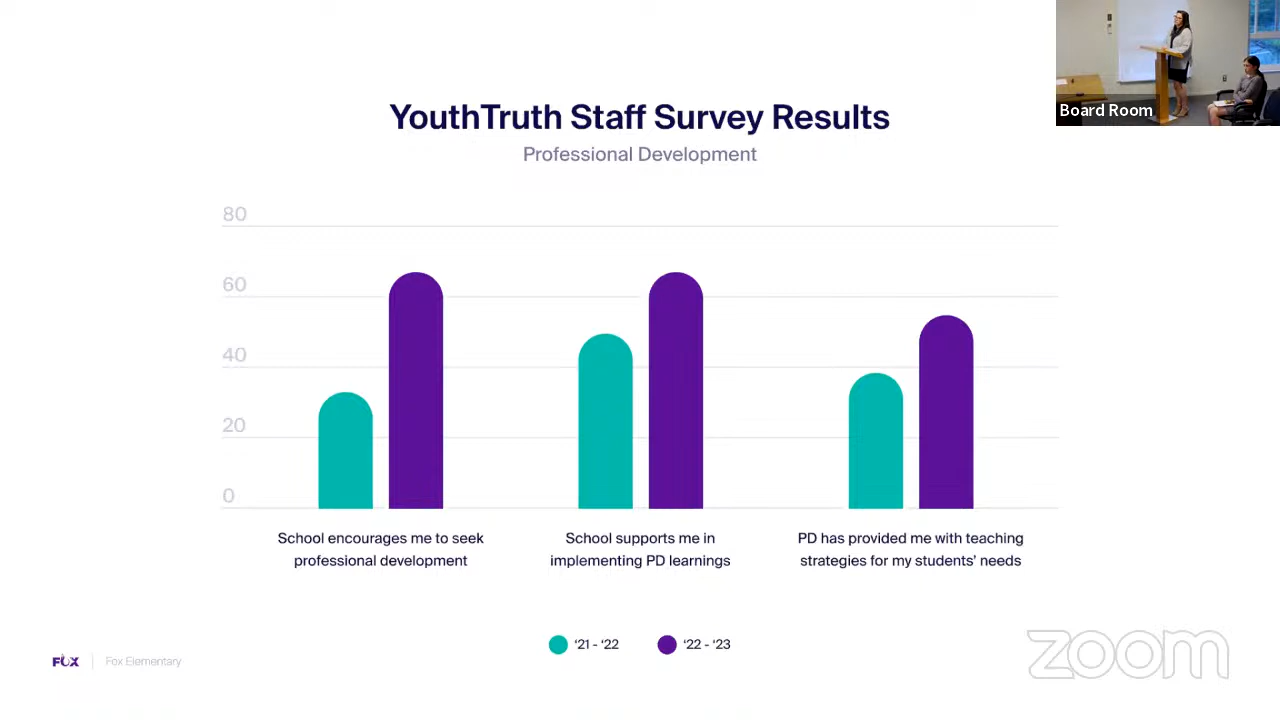 Board Room
YouthTruth Staff Survey Results
Professional Development
80
60
40
20
0
School encourages me to seek
professional development
School supports me in
implementing PD learnings
PD has provided me with teaching
strategies for my students’ needs
‘21 - ‘22
‘22 - ‘23
FOX
Fox Elementary
zoom